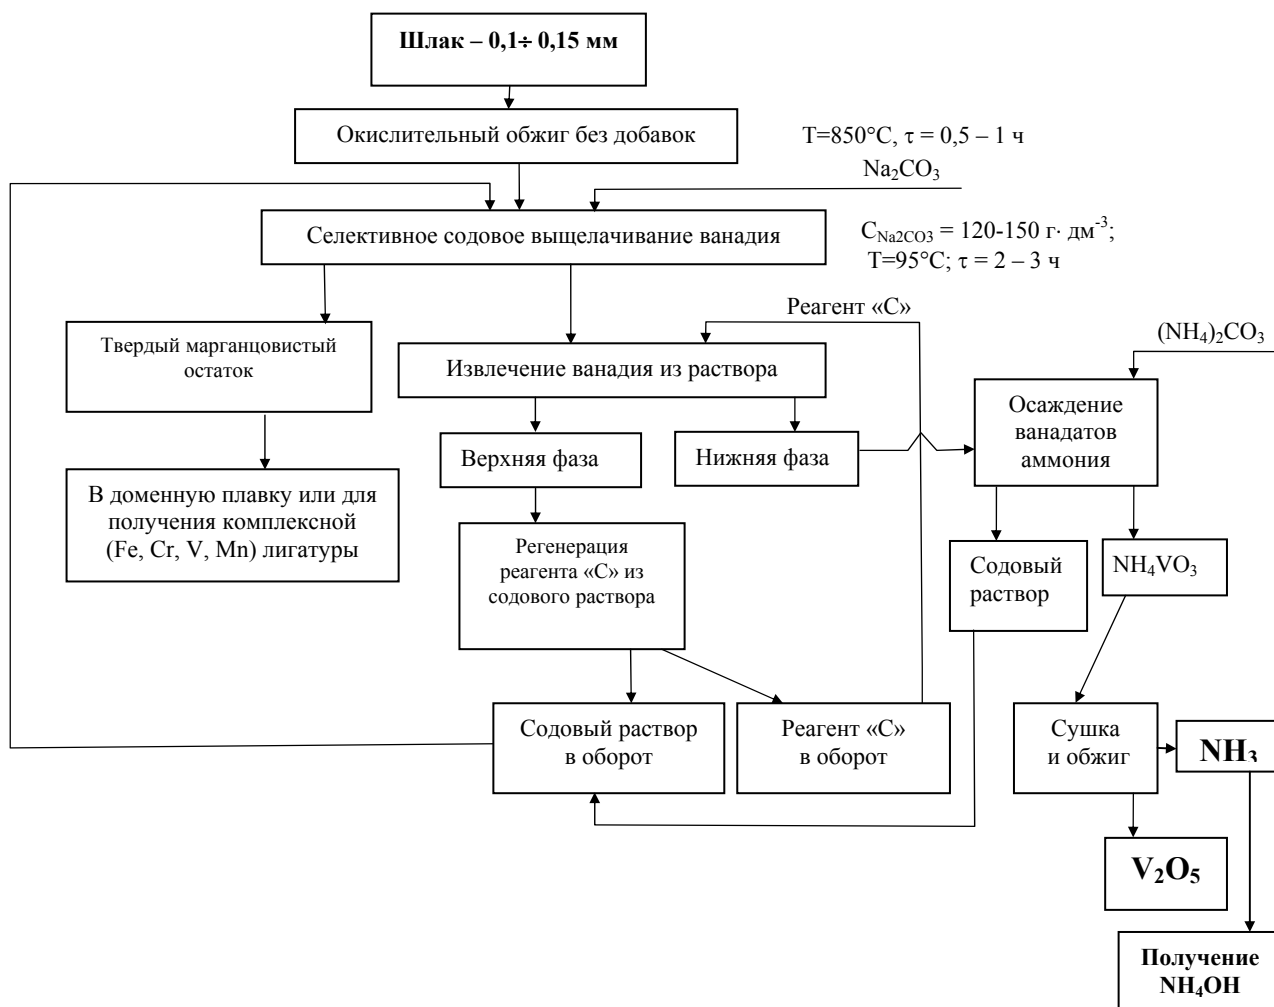 Шлак – 0,1÷ 0,15 мм
Окислительный обжиг без добавок
T=850°C, τ = 0,5 – 1 ч
Na₂CO₃
Селективное содовое выщелачивание ванадия
C_Na2CO3 = 120-150 г· дм⁻³;
T=95°C; τ = 2 – 3 ч
Твердый марганцовистый
остаток
Реагент «С»
Извлечение ванадия из раствора
(NH₄)₂CO₃
Осаждение
ванадатов
аммония
Верхняя фаза
Нижняя фаза
В доменную плавку или для
получения комплексной
(Fe, Cr, V, Mn) лигатуры
Регенерация
реагента «С» из
содового раствора
Содовый
раствор
NH₄VO₃
Содовый раствор
в оборот
Реагент «С»
в оборот
Сушка
и обжиг
NH₃
V₂O₅
Получение
NH₄OH